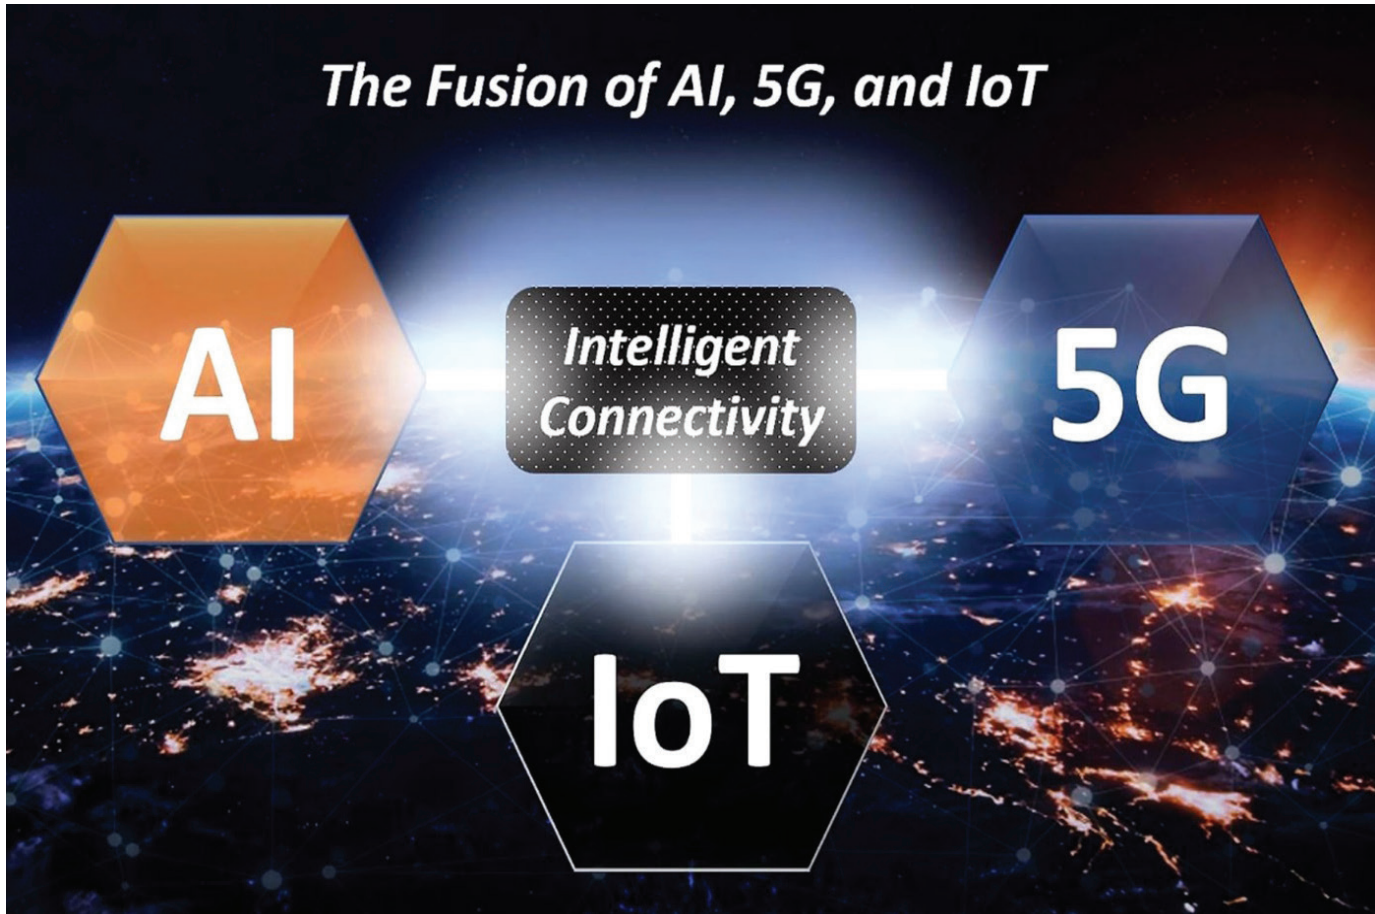 The Fusion of AI, 5G, and IoT
AI
Intelligent
Connectivity
5G
IoT